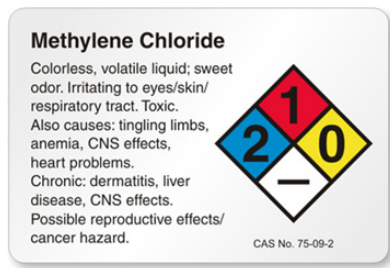 Methylene Chloride
Colorless, volatile liquid; sweet
odor. Irritating to eyes/skin/
respiratory tract. Toxic.
Also causes: tingling limbs,
anemia, CNS effects,
heart problems.
Chronic: dermatitis, liver
disease, CNS effects.
Possible reproductive effects/
cancer hazard.
1
2
0
—
CAS No. 75-09-2